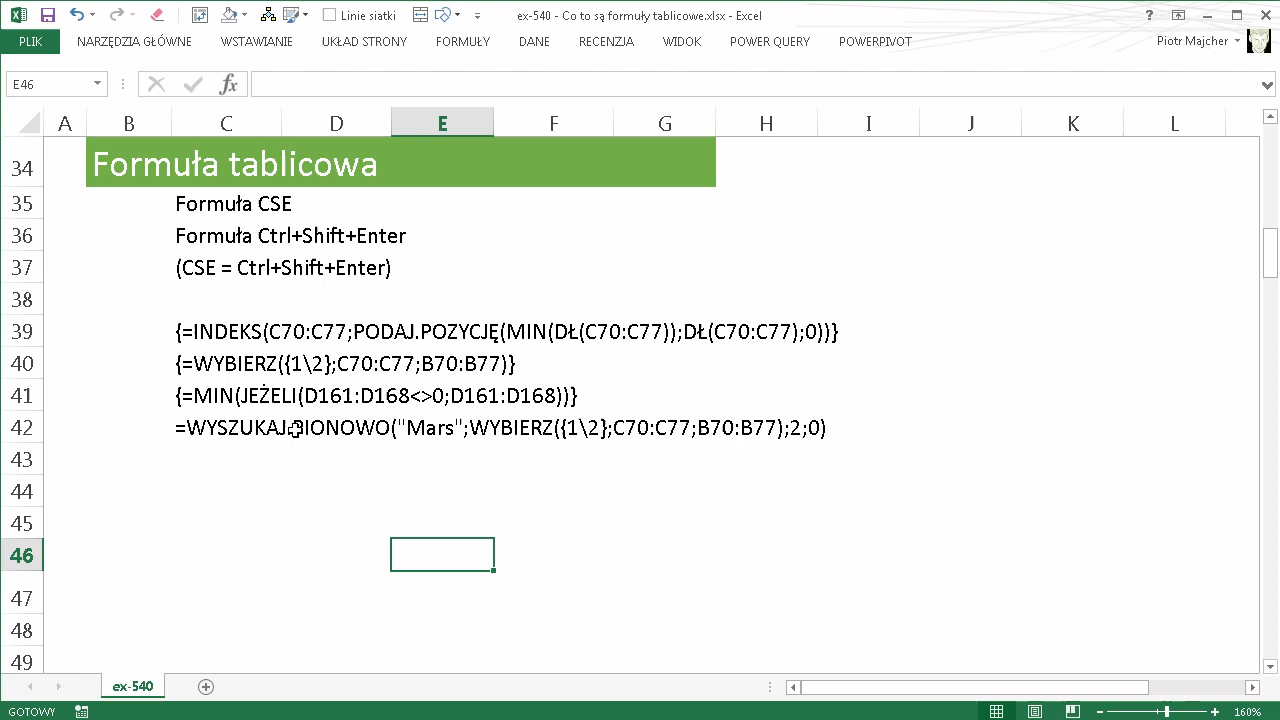 Linie siatki
ex-540 - Co to są formuły tablicowa.xlsx - Excel
PLIK NARZĘDZIA GŁÓWNE WSTAWIANIE UKŁAD STRONY FORMUŁY DANE RECENZJA WIDOK POWER QUERY POWERPIVOT Piotr Majcher
E46
fx
A B C D E F G H I J K L
34 Formuła tablicowa
35 Formuła CSE
36 Formuła Ctrl+Shift+Enter
37 (CSE = Ctrl+Shift+Enter)
38
39 {=INDEKS(C70:C77;PODAJ.POZYCJĘ(MIN(DŁ(C70:C77));DŁ(C70:C77);0))}
40 {=WYBIERZ({1\2};C70:C77;B70:B77)}
41 {=MIN(JEŻELI(D161:D168<>0;D161:D168))}
42 =WYSZUKAJ.PIONOWO("Mars";WYBIERZ({1\2};C70:C77;B70:B77);2;0)
43
44
45
46
47
48
49
ex-540
GOTOWY
160%